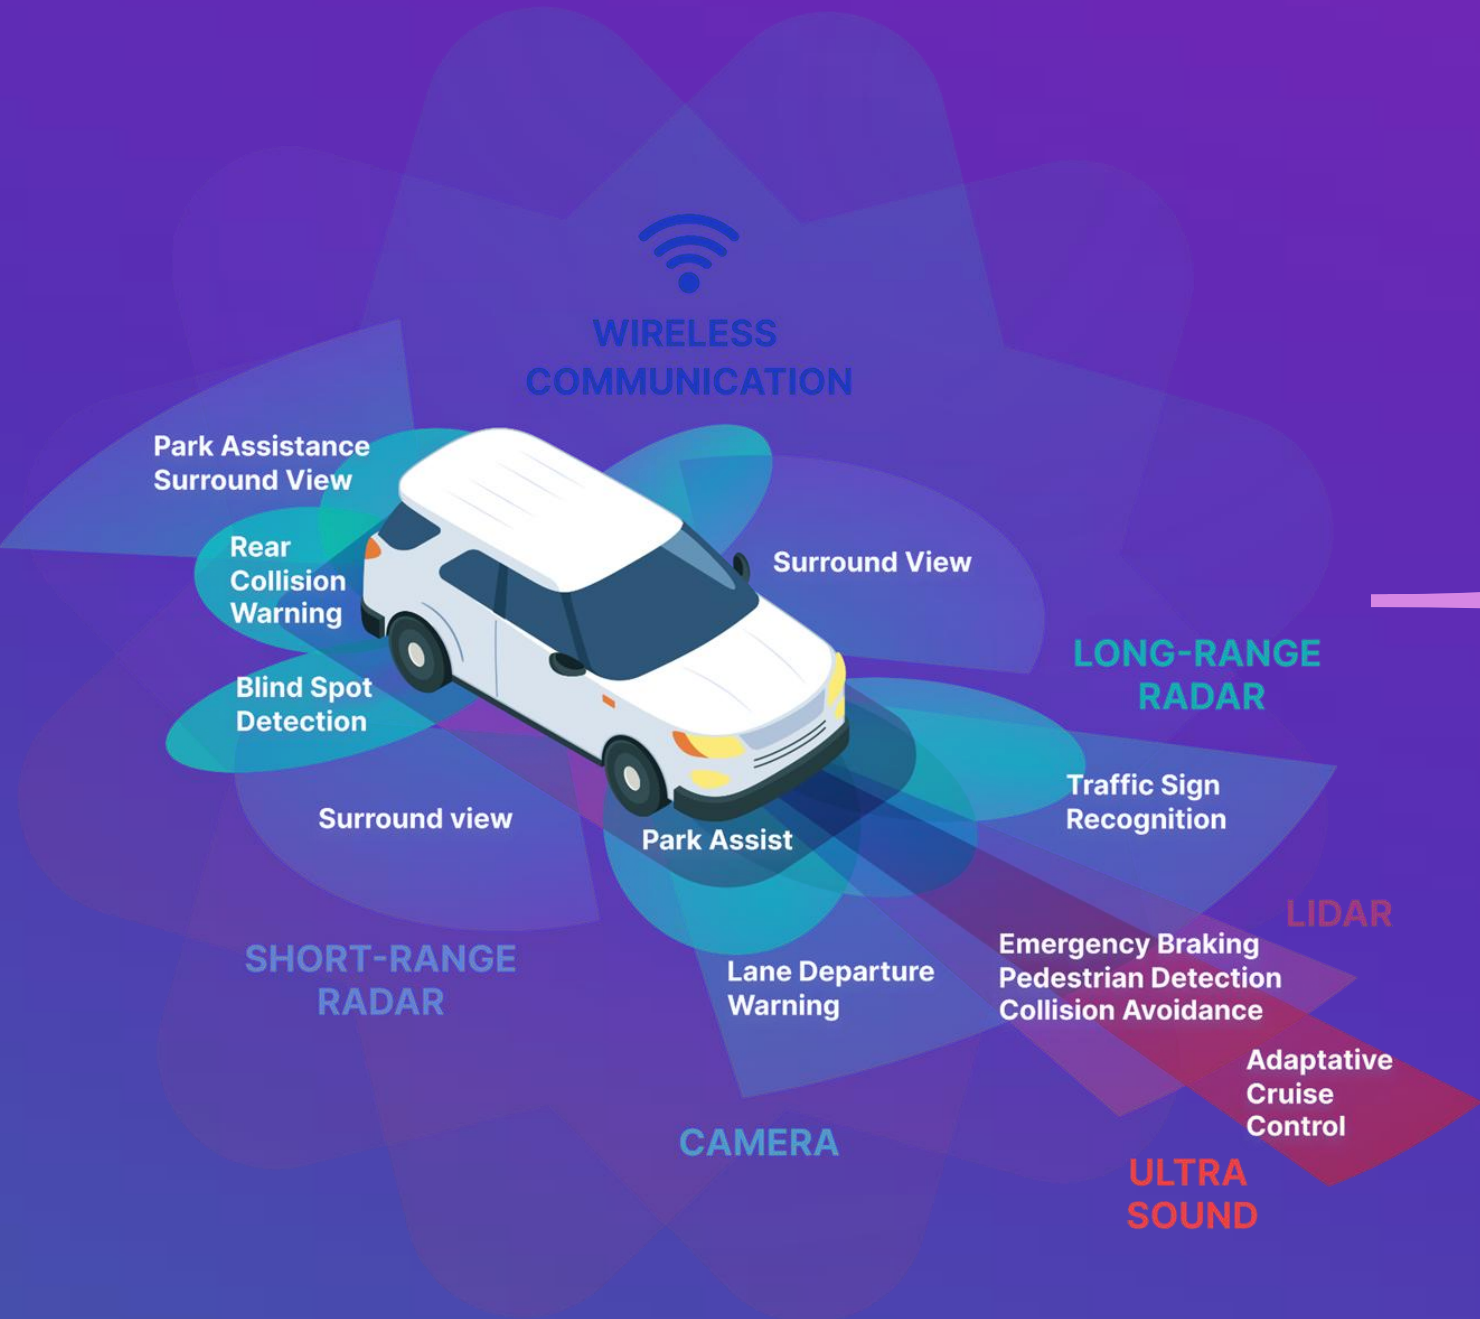 WIRELESS
COMMUNICATION
Park Assistance
Surround View
Rear
Collision
Warning
Surround View
Blind Spot
Detection
LONG-RANGE
RADAR
Traffic Sign
Recognition
Surround view
Park Assist
LIDAR
SHORT-RANGE
RADAR
Lane Departure
Warning
Emergency Braking
Pedestrian Detection
Collision Avoidance
Adaptative
Cruise
Control
CAMERA
ULTRA
SOUND